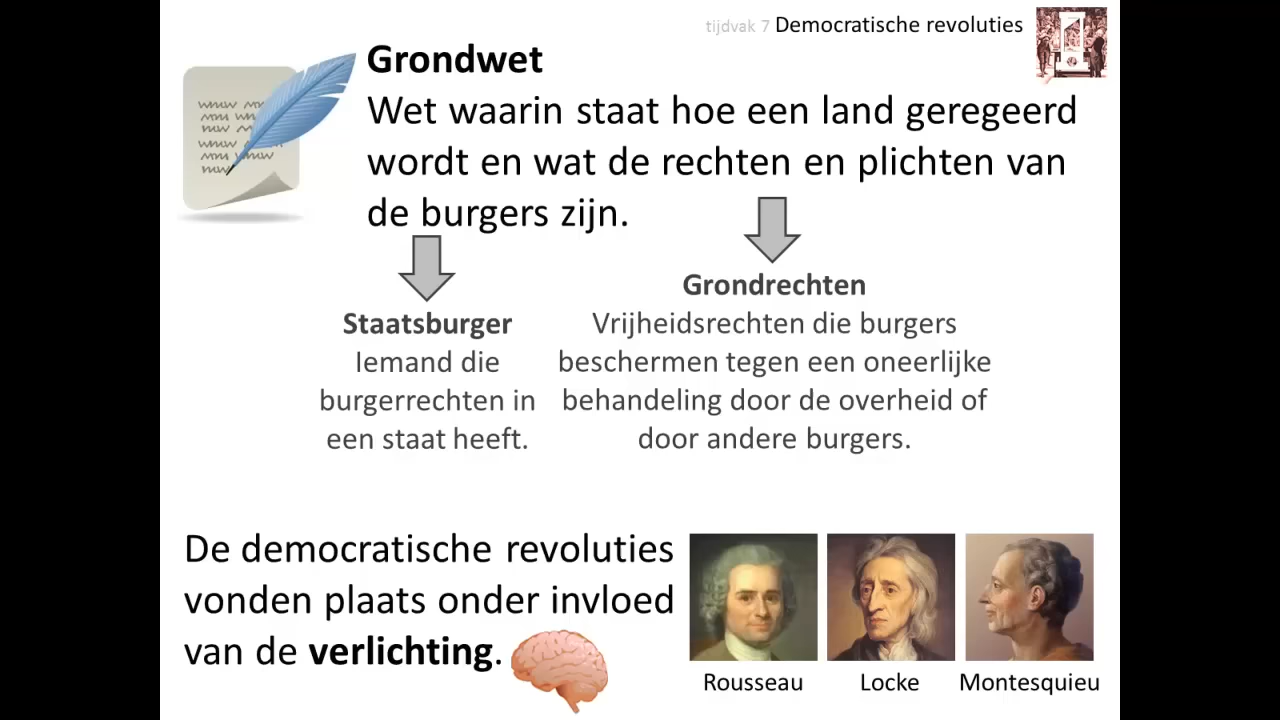 tijdvak 7 Democratische revoluties
Grondwet
Wet waarin staat hoe een land geregeerd
wordt en wat de rechten en plichten van
de burgers zijn.
Staatsburger
Iemand die
burgerrechten in
een staat heeft.
Grondrechten
Vrijheidsrechten die burgers
beschermen tegen een oneerlijke
behandeling door de overheid of
door andere burgers.
De democratische revoluties
vonden plaats onder invloed
van de verlichting.
Rousseau
Locke
Montesquieu